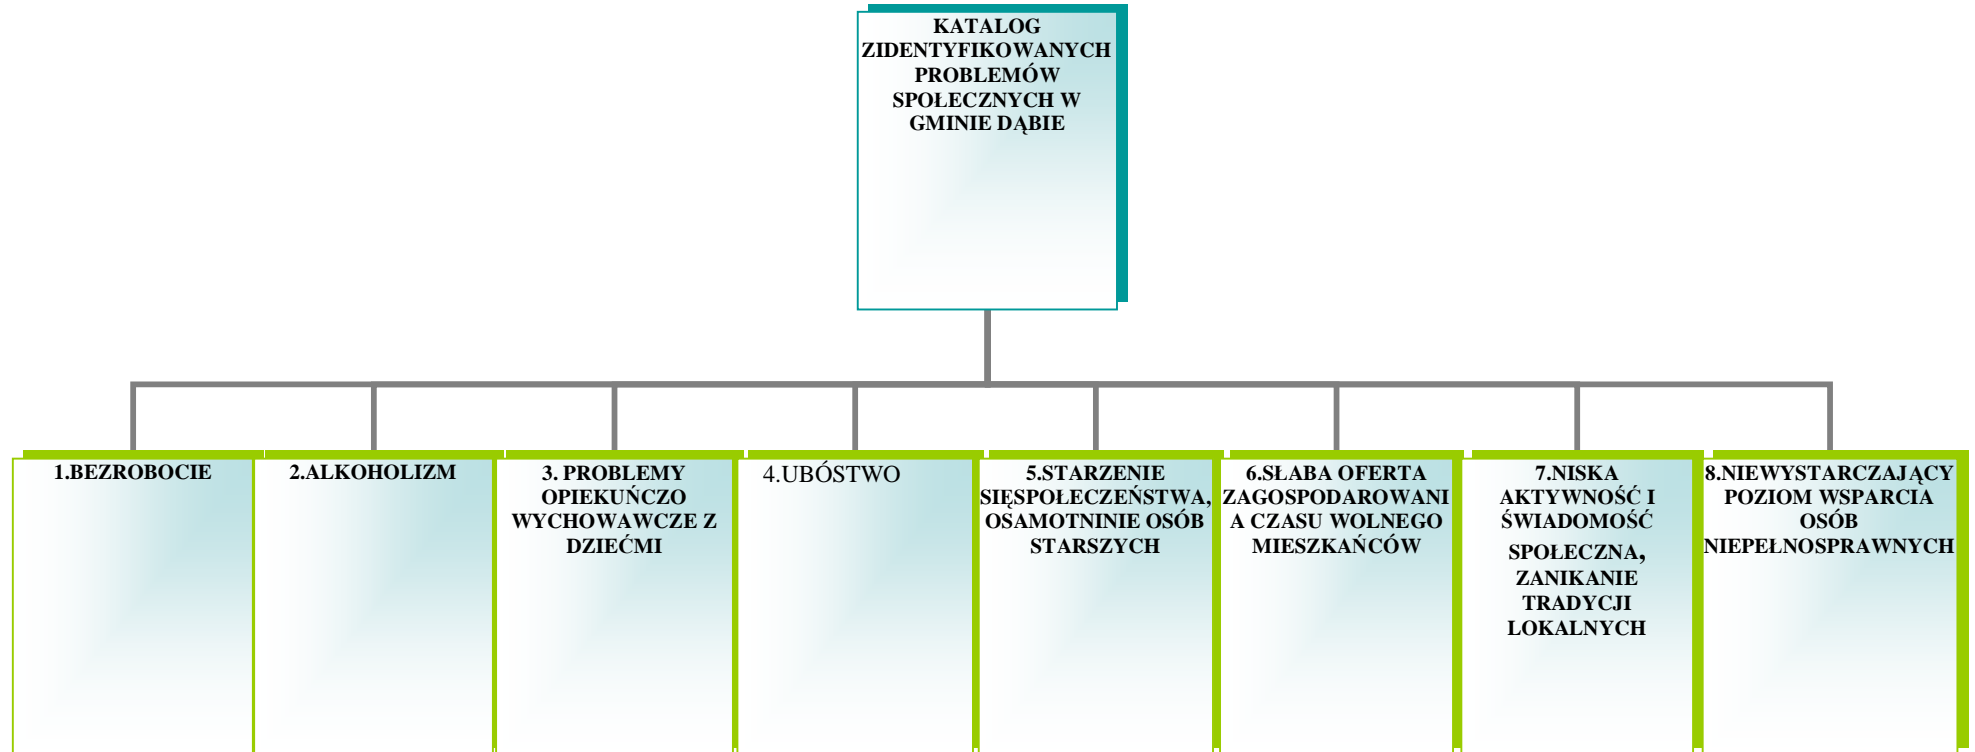 KATALOG
ZIDENTYFIKOWANYCH
PROBLEMÓW
SPOŁECZNYCH W
GMINIE DĄBIE
1.BEZROBOCIE
2.ALKOHOLIZM
3. PROBLEMY
OPIEKUŃCZO
WYCHOWAWCZE Z
DZIEĆMI
4.UBÓSTWO
5.STARZENIE
SIĘSPOŁECZEŃSTWA,
OSAMOTNINIE OSÓB
STARSZYCH
6.SŁABA OFERTA
ZAGOSPODAROWANI
A CZASU WOLNEGO
MIESZKAŃCÓW
7.NISKA
AKTYWNOŚĆ I
ŚWIADOMOŚĆ
SPOŁECZNA,
ZANIKANIE
TRADYCJI
LOKALNYCH
8.NIEWYSTARCZAJĄCY
POZIOM WSPARCIA
OSÓB
NIEPEŁNOSPRAWNYCH